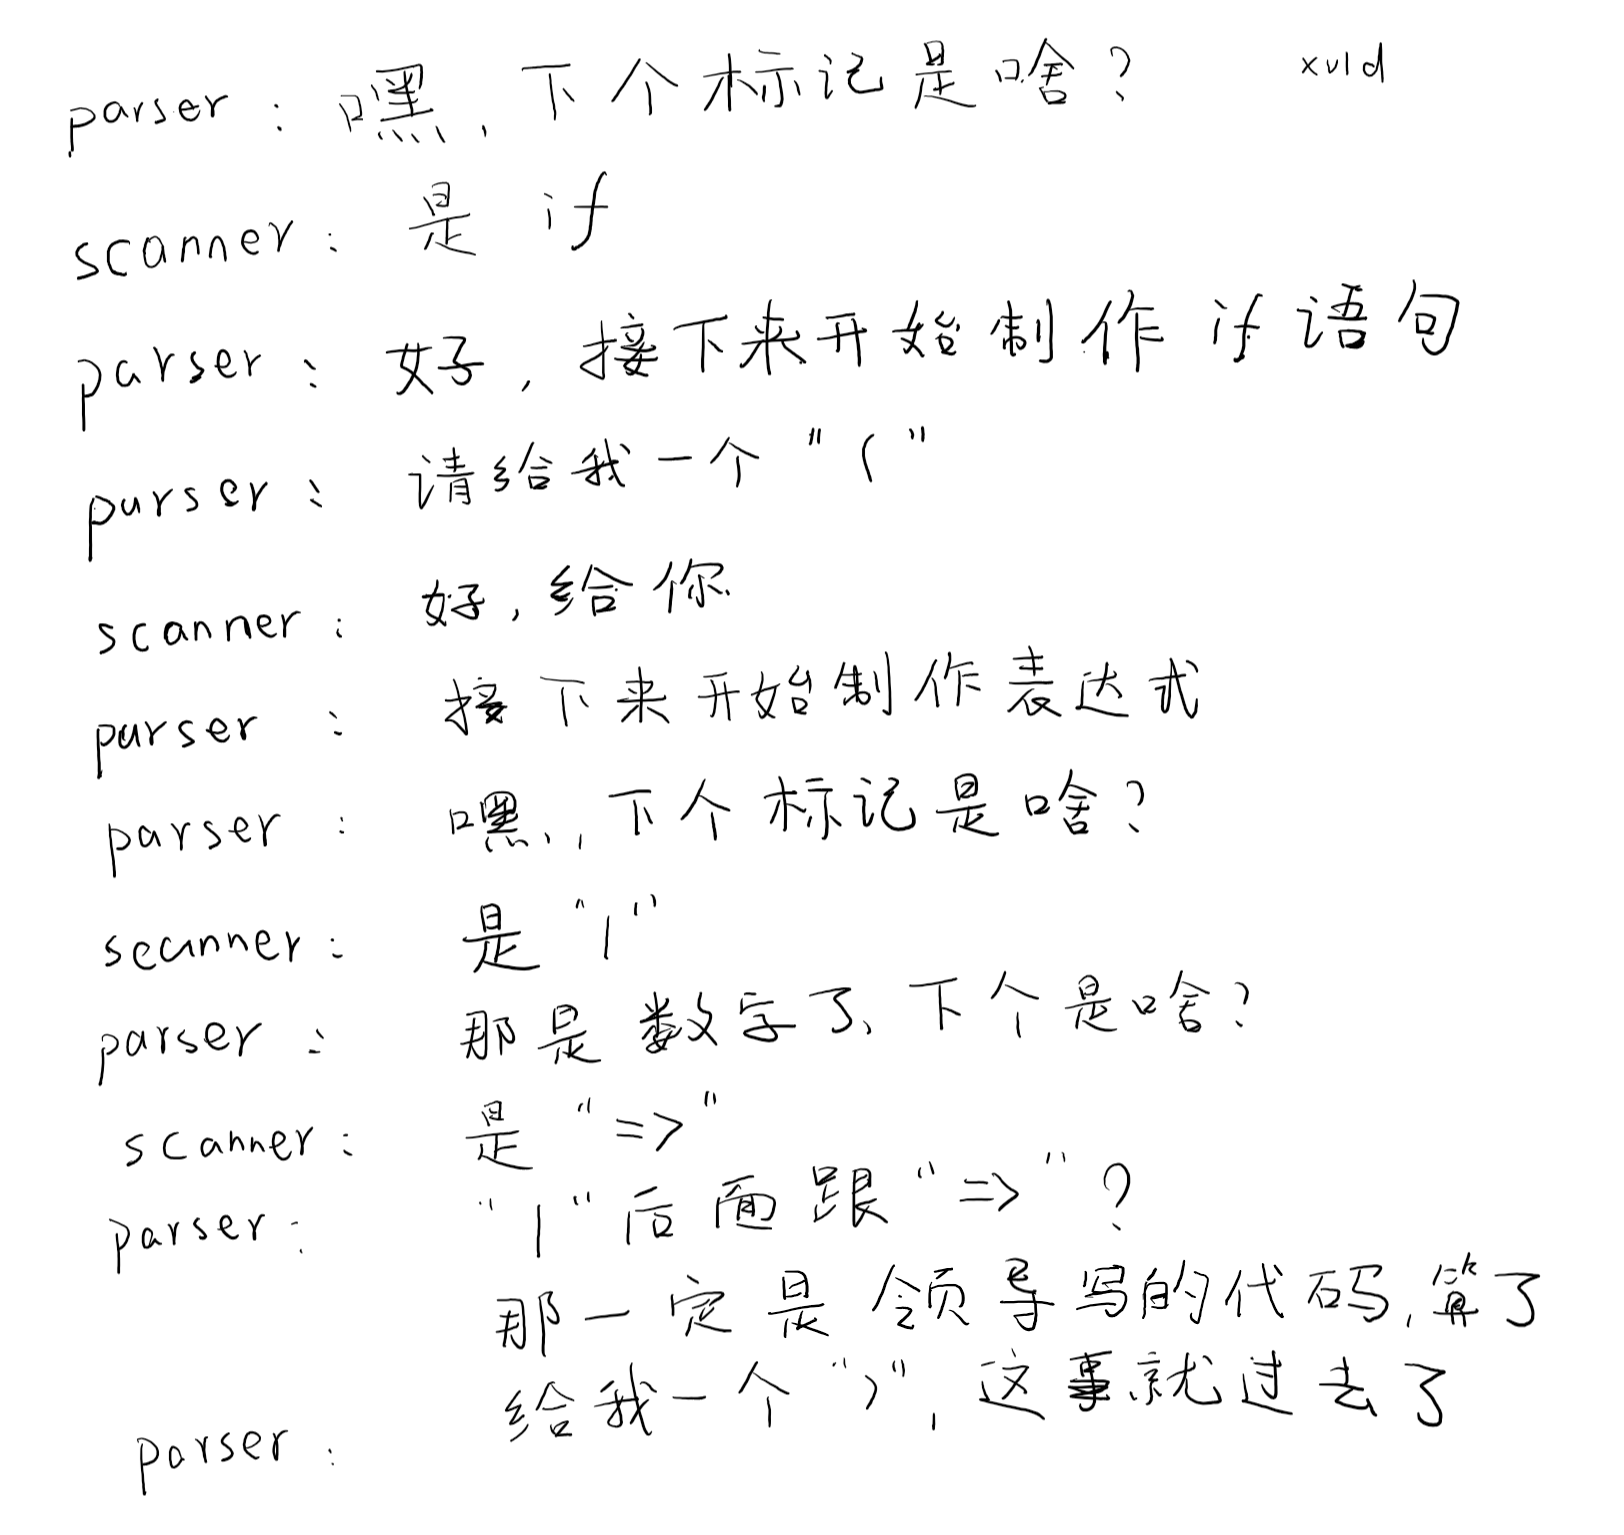 parser：嘿，下个标记是啥？ xvld
scanner：是 if
parser：好，接下来开始制作 if 语句
parser：请给我一个"("
scanner：好，给你
parser：接下来开始制作表达式
parser：嘿，下个标记是啥？
scanner：是"1"
parser：那是数字了、下个是啥？
scanner：是"=>"
parser："1"后面跟"=>"？
那一定是领导写的代码，算了
parser：给我一个")"，这事就过去了